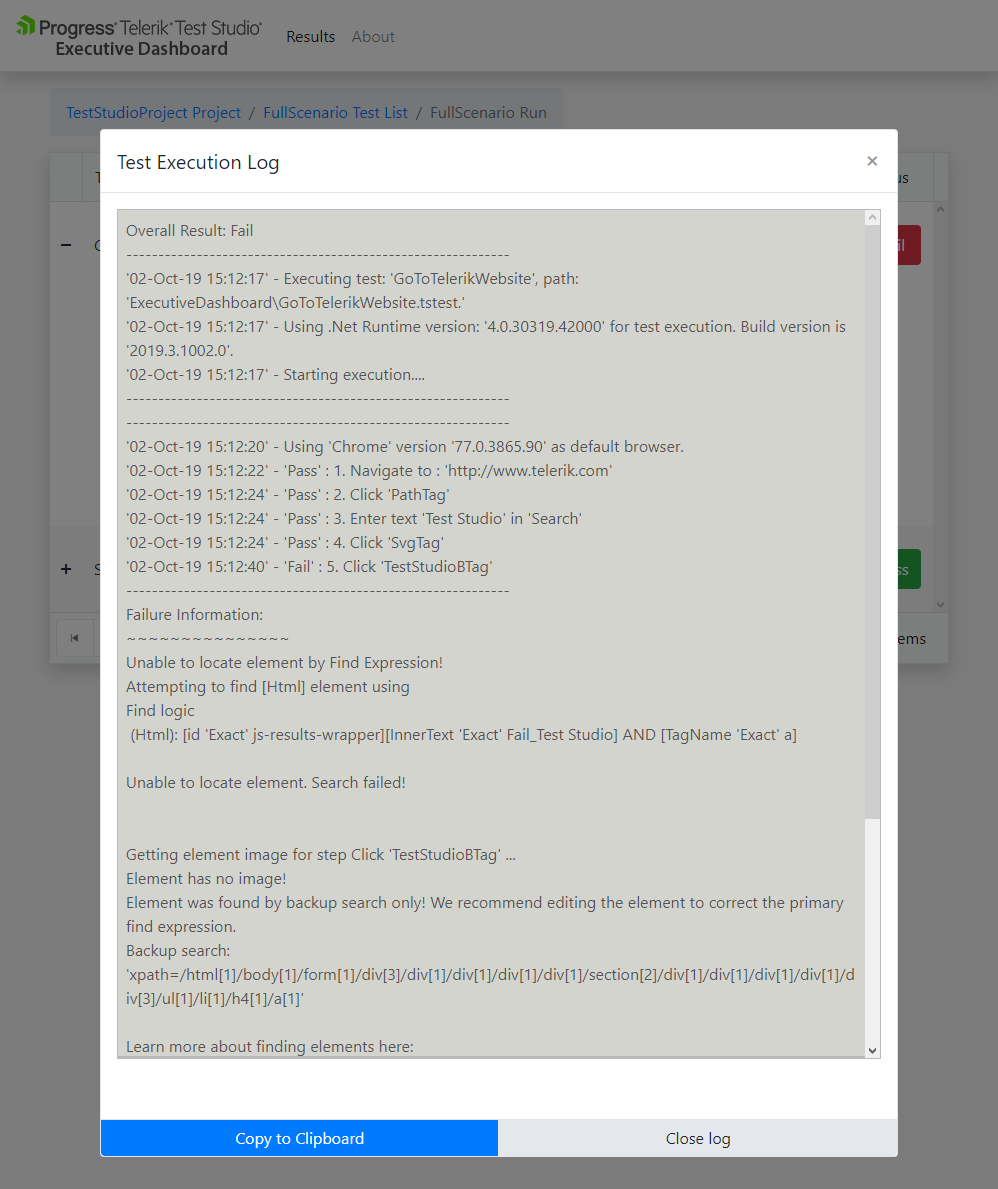 Progress® Telerik® Test Studio®
Executive Dashboard
Results
About
TestStudioProject Project / FullScenario Test List / FullScenario Run
Test Execution Log
×
Overall Result: Fail
------------------------------------------------------------
'02-Oct-19 15:12:17' - Executing test: 'GoToTelerikWebsite', path:
'ExecutiveDashboard\GoToTelerikWebsite.tstest.'
'02-Oct-19 15:12:17' - Using .Net Runtime version: '4.0.30319.42000' for test execution. Build version is
'2019.3.1002.0'.
'02-Oct-19 15:12:17' - Starting execution....
------------------------------------------------------------
------------------------------------------------------------
'02-Oct-19 15:12:20' - Using 'Chrome' version '77.0.3865.90' as default browser.
'02-Oct-19 15:12:22' - 'Pass' : 1. Navigate to : 'http://www.telerik.com'
'02-Oct-19 15:12:24' - 'Pass' : 2. Click 'PathTag'
'02-Oct-19 15:12:24' - 'Pass' : 3. Enter text 'Test Studio' in 'Search'
'02-Oct-19 15:12:24' - 'Pass' : 4. Click 'SvgTag'
'02-Oct-19 15:12:40' - 'Fail' : 5. Click 'TestStudioBTag'
------------------------------------------------------------
Failure Information:
~~~~~~~~~~~~~~~
Unable to locate element by Find Expression!
Attempting to find [Html] element using
Find logic
(Html): [id 'Exact' js-results-wrapper][InnerText 'Exact' Fail_Test Studio] AND [TagName 'Exact' a]
Unable to locate element. Search failed!
Getting element image for step Click 'TestStudioBTag' ...
Element has no image!
Element was found by backup search only! We recommend editing the element to correct the primary
find expression.
Backup search:
'xpath=/html[1]/body[1]/form[1]/div[3]/div[1]/div[1]/div[1]/div[1]/section[2]/div[1]/div[1]/div[1]/div[1]/d
iv[3]/ul[1]/li[1]/h4[1]/a[1]'
Learn more about finding elements here:
Copy to Clipboard
Close log